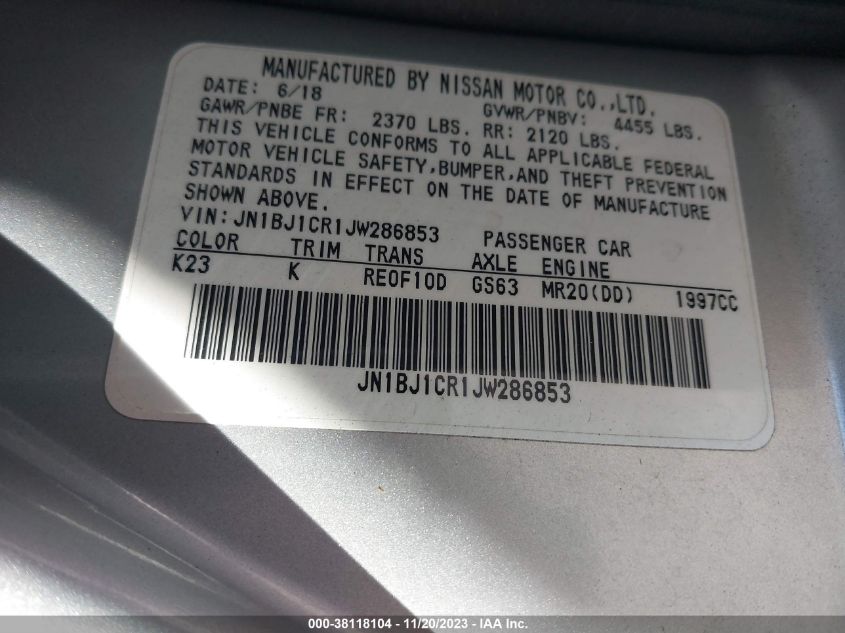 MANUFACTURED BY NISSAN MOTOR CO.,LTD.
DATE: 6/18 GVWR/PNBV: 4455 LBS.
GAWR/PNBE FR: 2370 LBS. RR: 2120 LBS.
THIS VEHICLE CONFORMS TO ALL APPLICABLE FEDERAL
MOTOR VEHICLE SAFETY,BUMPER,AND THEFT PREVENTION
STANDARDS IN EFFECT ON THE DATE OF MANUFACTURE
SHOWN ABOVE.
VIN:JN1BJ1CR1JW286853 PASSENGER CAR
COLOR TRIM TRANS AXLE ENGINE
K23 K RE0F10D GS63 MR20(DD) 1997CC
JN1BJ1CR1JW286853
000-38118104 - 11/20/2023 - IAA Inc.